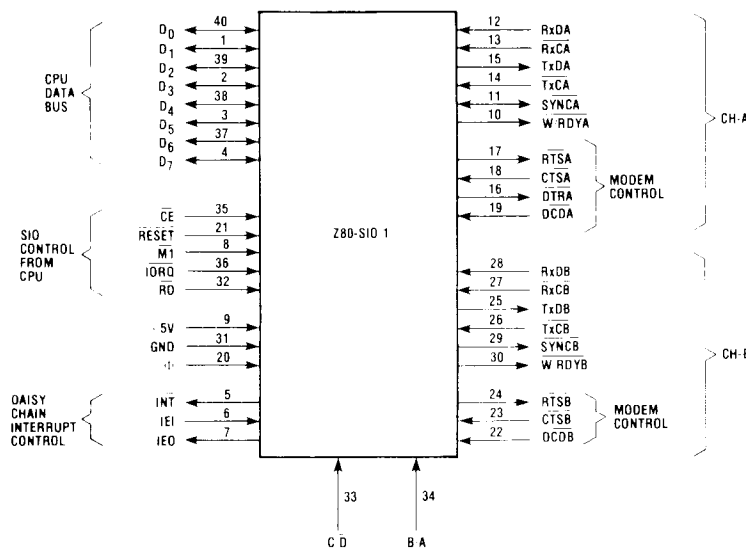 CPU
DATA
BUS
D0 40
D1 1
D2 39
D3 2
D4 38
D5 3
D6 37
D7 4
SIO
CONTROL
FROM
CPU
CE 35
RESET 21
M1 8
IORQ 36
RD 32
5V 9
GND 31
Φ 20
DAISY
CHAIN
INTERRUPT
CONTROL
INT 5
IEI 6
IEO 7
Z80-SIO 1
12 RxDA
13 RxCA
15 TxDA
14 TxCA
11 SYNCA
10 W/RDYA
17 RTSA
18 CTSA
16 DTRA
19 DCDA
MODEM
CONTROL
CH-A
28 RxDB
27 RxCB
25 TxDB
26 TxCB
29 SYNCB
30 W/RDYB
24 RTSB
23 CTSB
22 DCDB
MODEM
CONTROL
33
34
C/D
B/A